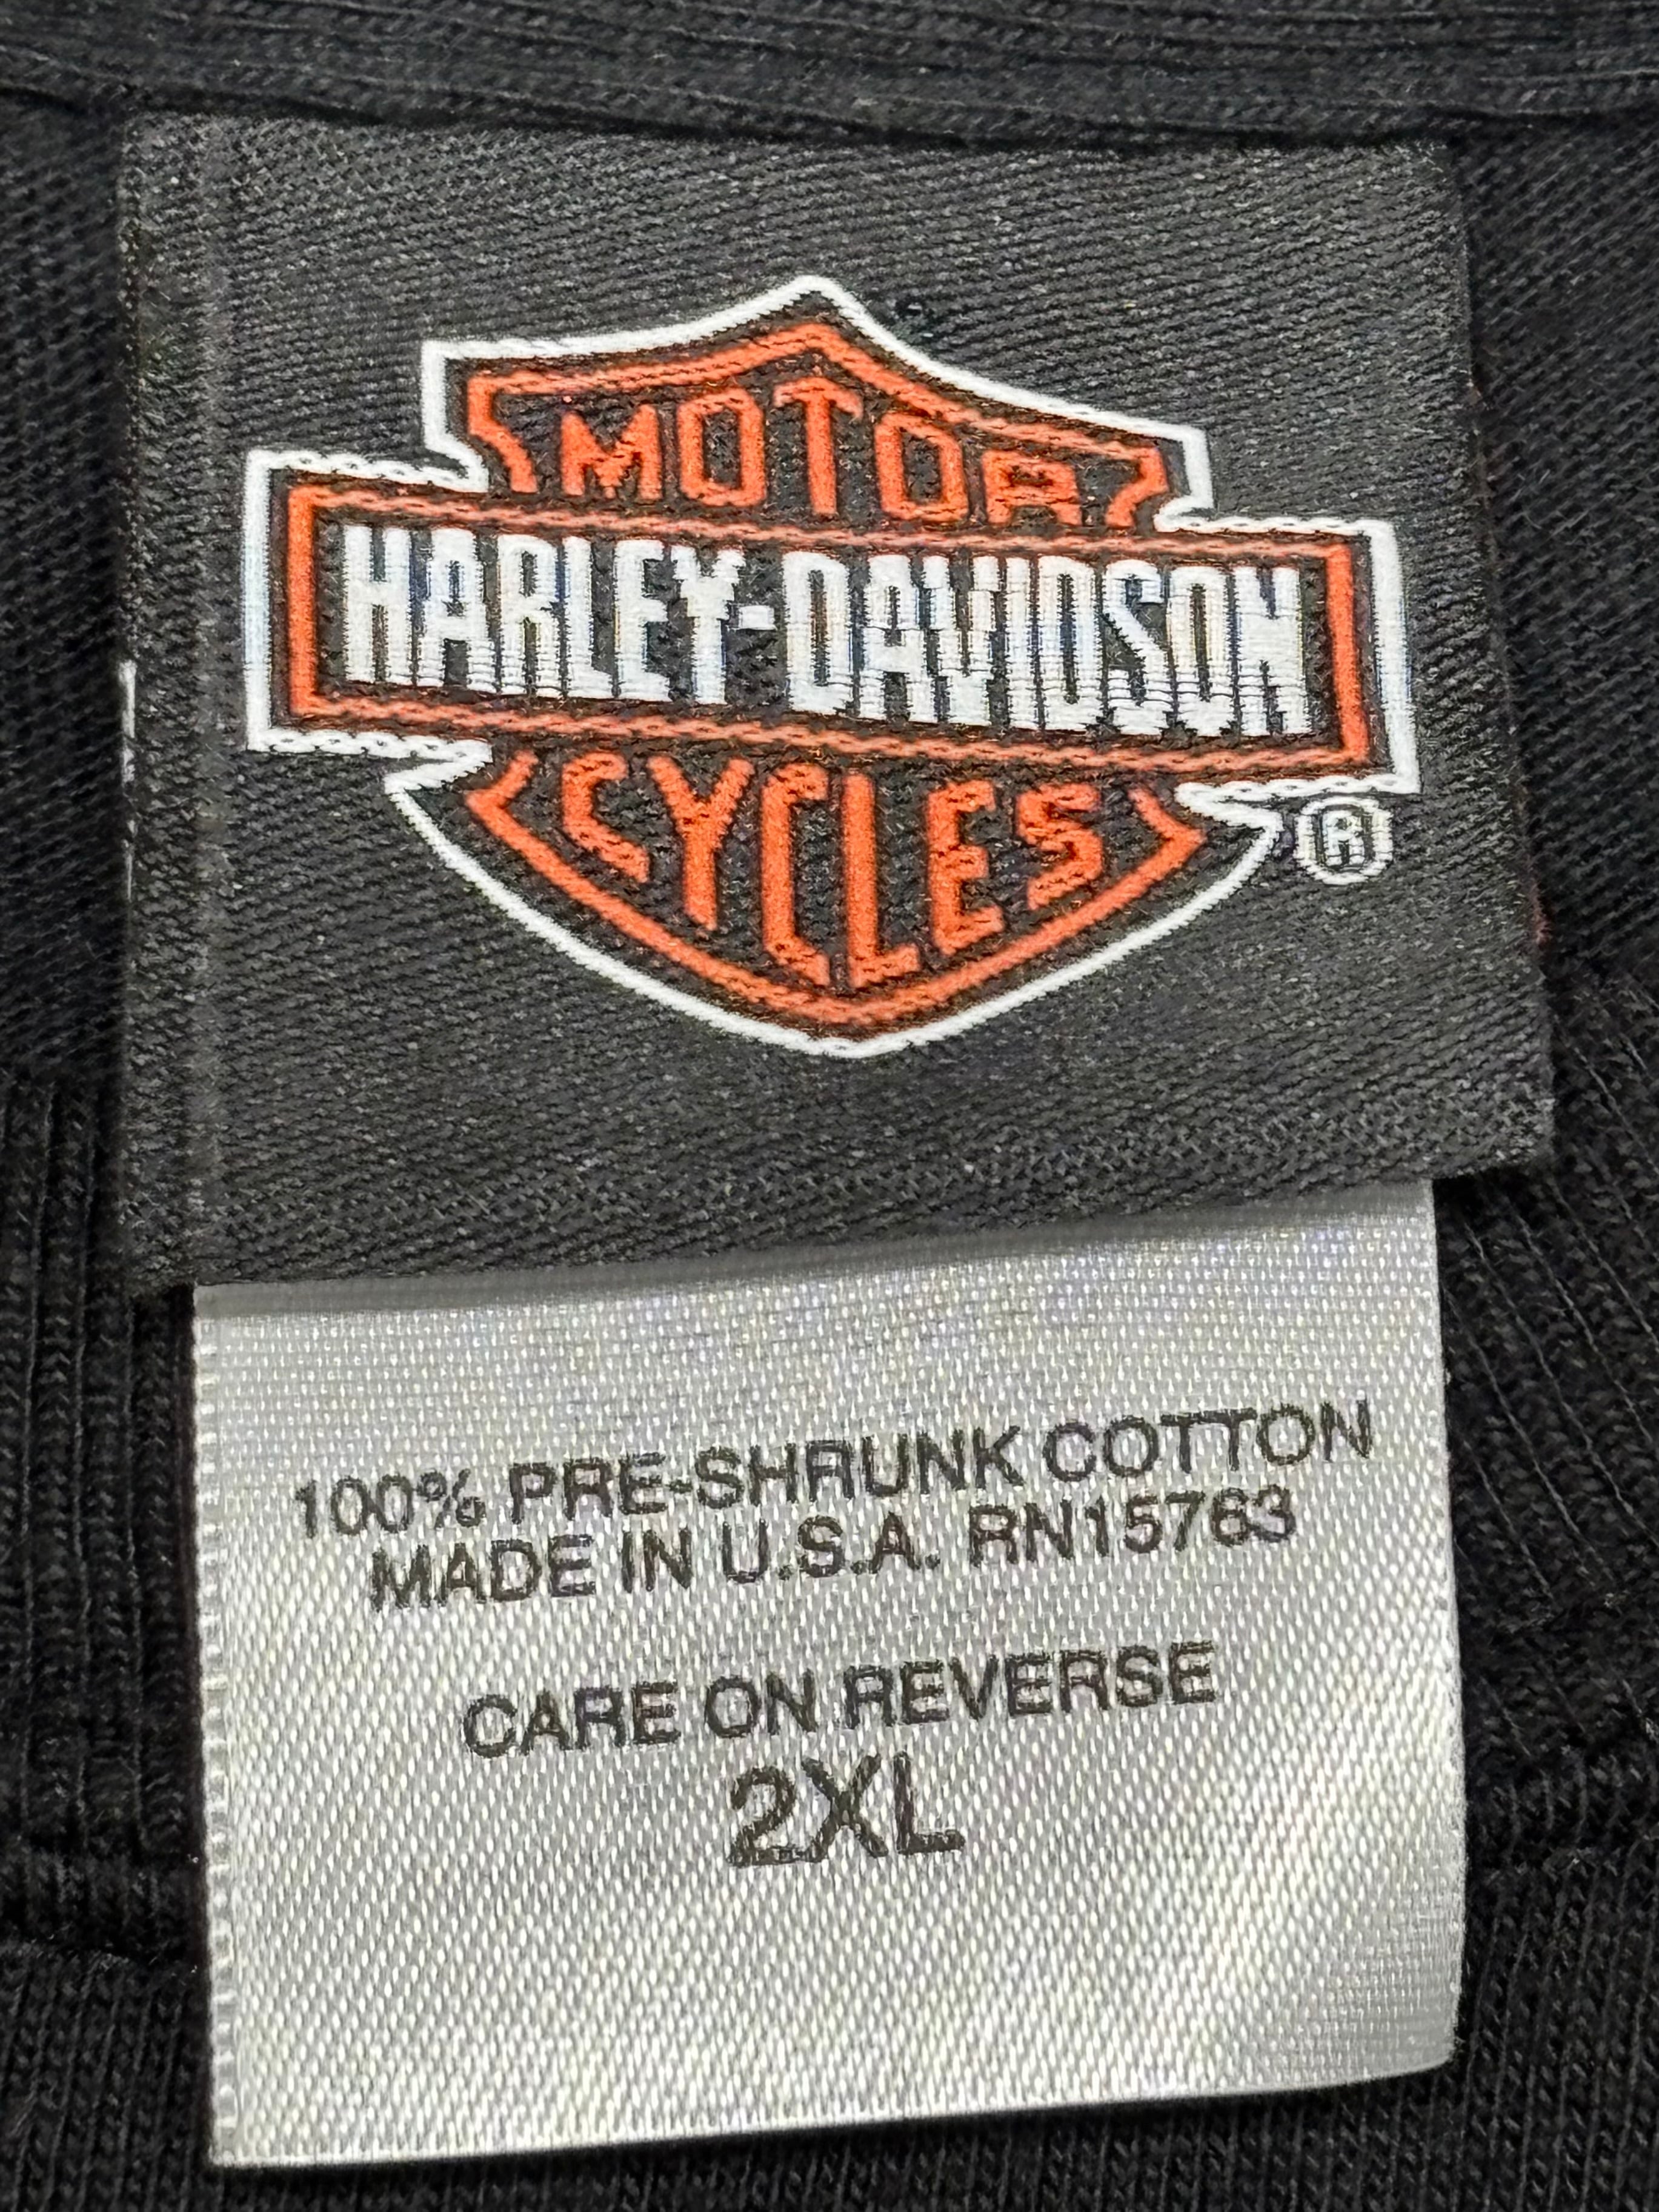 MOTOR
HARLEY-DAVIDSON
CYCLES
®
100% PRE-SHRUNK COTTON
MADE IN U.S.A. RN15763
CARE ON REVERSE
2XL